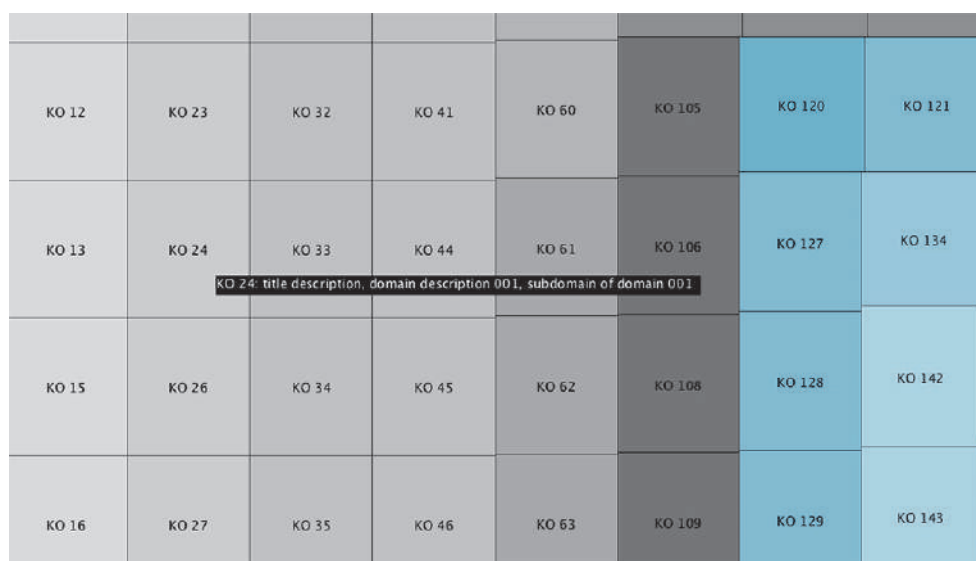 KO 12 KO 23 KO 32 KO 41 KO 60 KO 105 KO 120 KO 121
KO 13 KO 24 KO 33 KO 44 KO 61 KO 106 KO 127 KO 134
KO 24: title description, domain description 001, subdomain of domain 001
KO 15 KO 26 KO 34 KO 45 KO 62 KO 108 KO 128 KO 142
KO 16 KO 27 KO 35 KO 46 KO 63 KO 109 KO 129 KO 143